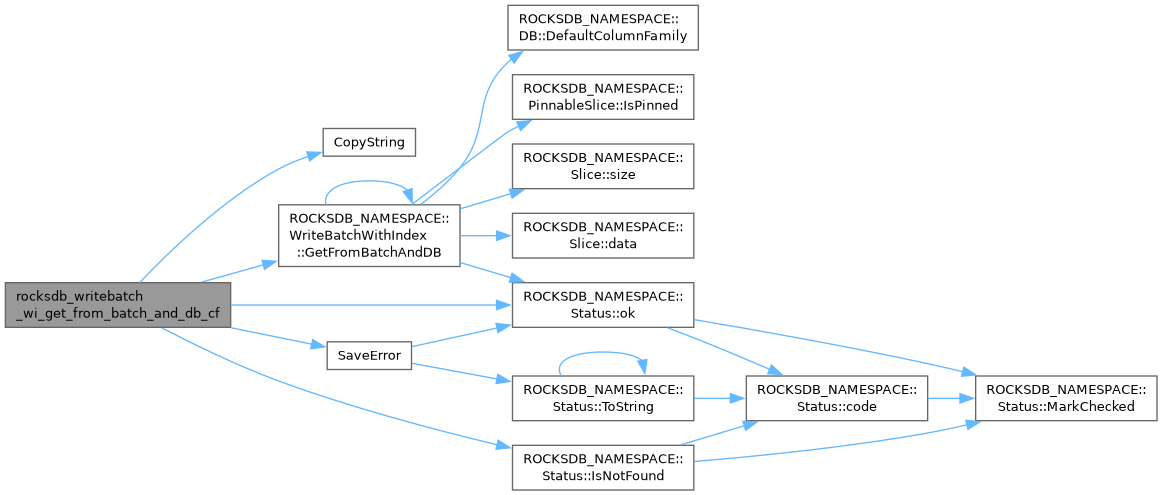 ROCKSDB_NAMESPACE::
DB::DefaultColumnFamily
ROCKSDB_NAMESPACE::
PinnableSlice::IsPinned
CopyString
ROCKSDB_NAMESPACE::
Slice::size
ROCKSDB_NAMESPACE::
WriteBatchWithIndex
::GetFromBatchAndDB
ROCKSDB_NAMESPACE::
Slice::data
rocksdb_writebatch
_wi_get_from_batch_and_db_cf
ROCKSDB_NAMESPACE::
Status::ok
SaveError
ROCKSDB_NAMESPACE::
Status::ToString
ROCKSDB_NAMESPACE::
Status::code
ROCKSDB_NAMESPACE::
Status::MarkChecked
ROCKSDB_NAMESPACE::
Status::IsNotFound